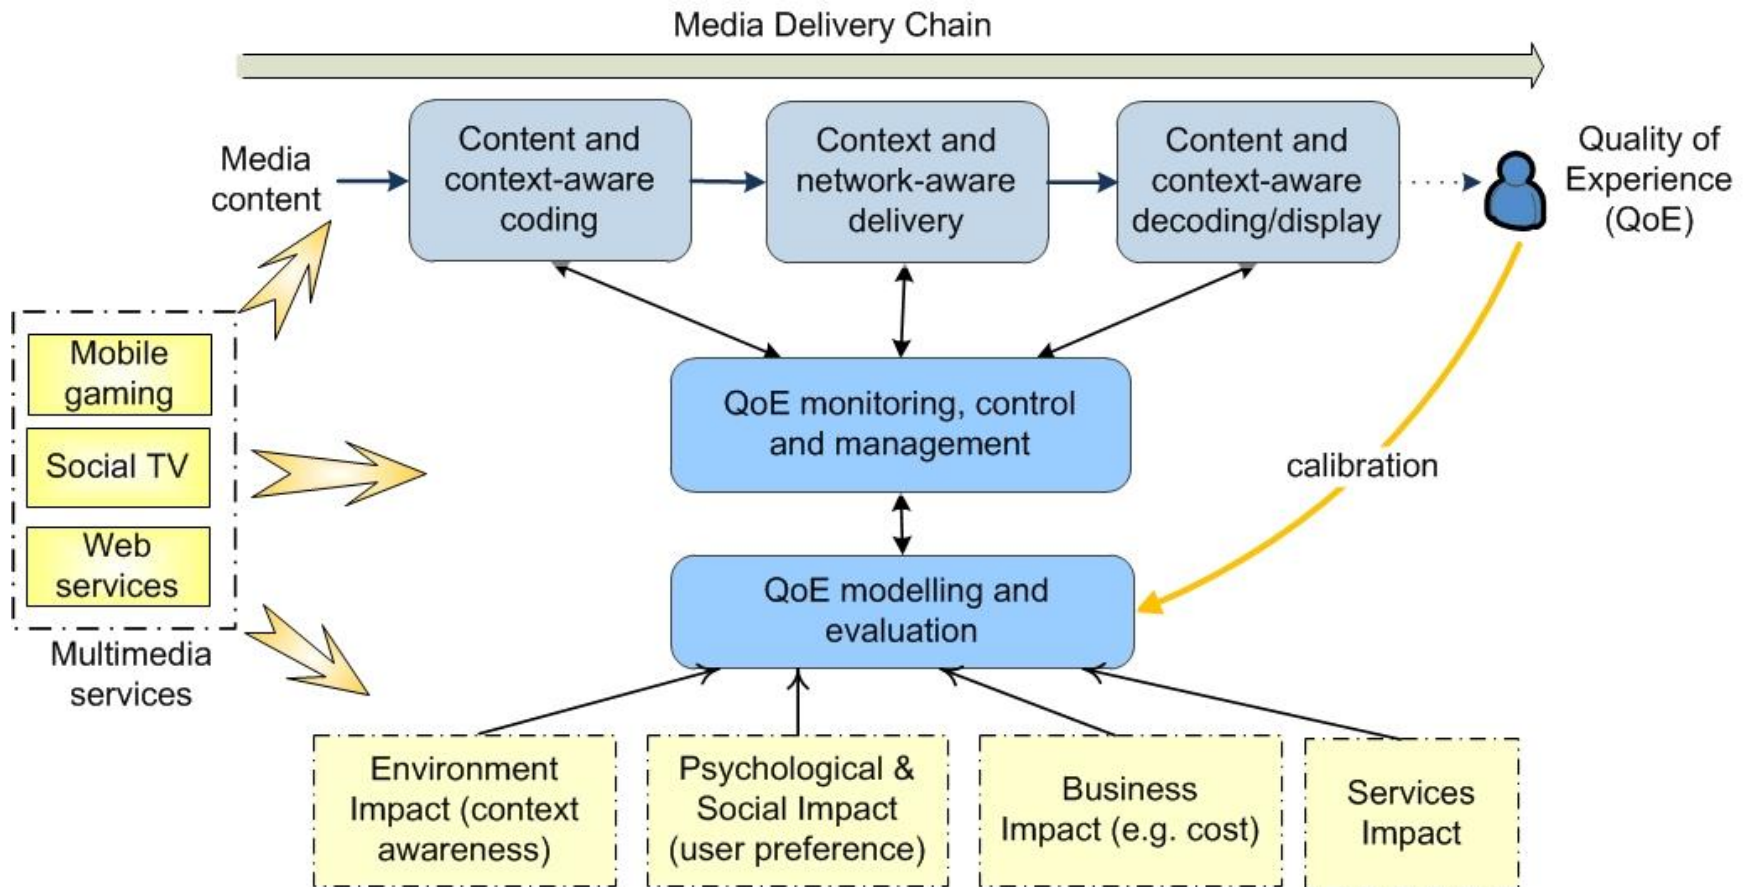 Media Delivery Chain
Media
content
Content and
context-aware
coding
Context and
network-aware
delivery
Content and
context-aware
decoding/display
Quality of
Experience
(QoE)
Mobile
gaming
Social TV
Web
services
Multimedia
services
QoE monitoring, control
and management
calibration
QoE modelling and
evaluation
Environment
Impact (context
awareness)
Psychological &
Social Impact
(user preference)
Business
Impact (e.g. cost)
Services
Impact